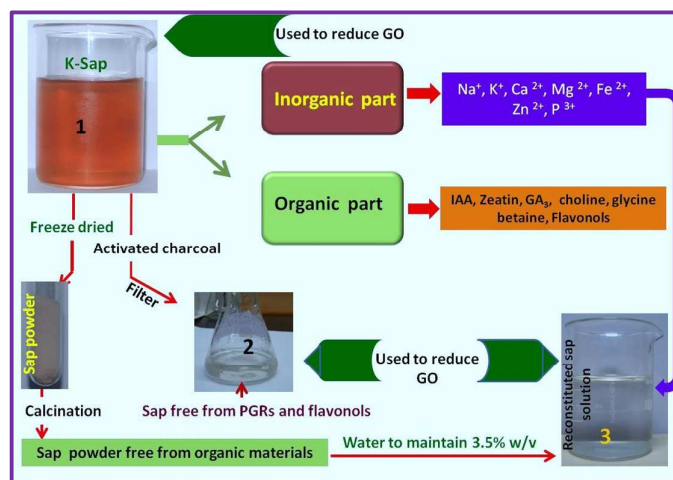 K-Sap
1
Used to reduce GO
Inorganic part
Na⁺, K⁺, Ca ²⁺, Mg ²⁺, Fe ²⁺,
Zn ²⁺, P ³⁺
Organic part
IAA, Zeatin, GA₃, choline, glycine
betaine, Flavonols
Freeze dried
Activated charcoal
Filter
Sap powder
2
Used to reduce
GO
Reconstituted sap
solution
3
Calcination
Sap free from PGRs and flavonols
Sap powder free from organic materials
Water to maintain 3.5% w/v